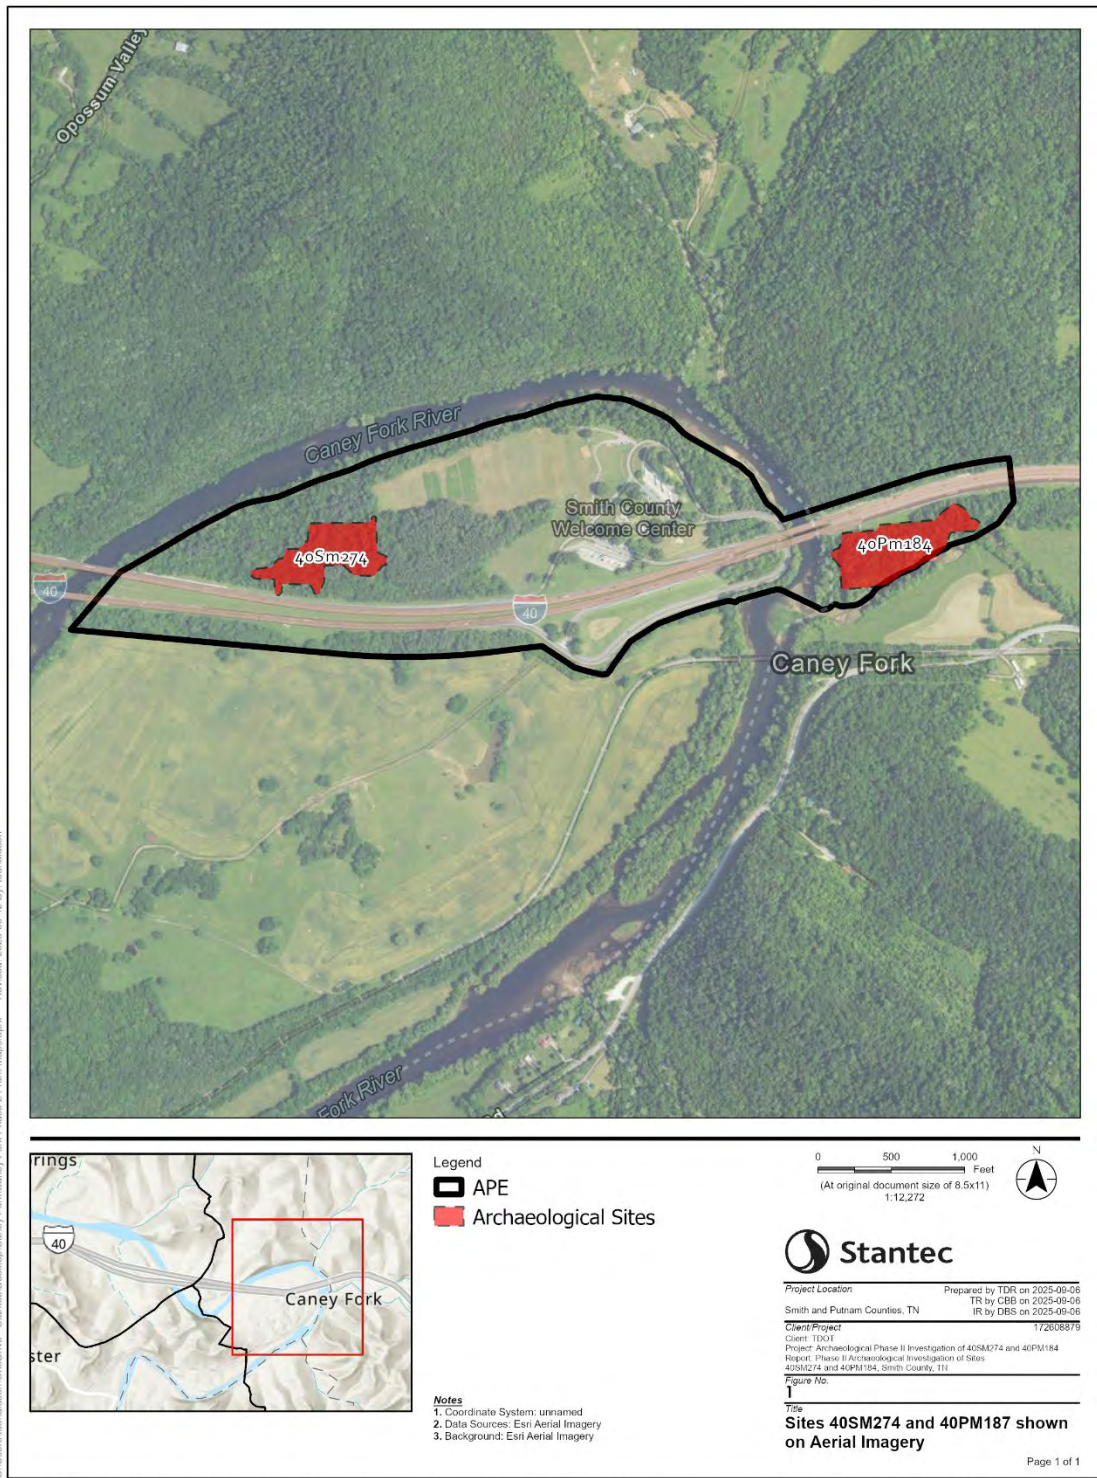 Opossum Valley
Caney Fork River
Smith County
Welcome Center
40Sm274
40Pm184
40
40
Caney Fork
Fork River
Rd
rings
40
Caney Fork
ster
Legend
APE
Archaeological Sites
0 500 1,000
Feet
(At original document size of 8.5x11)
1:12,272
N
Stantec
Project Location
Smith and Putnam Counties, TN
Prepared by TDR on 2025-09-06
TR by CBB on 2025-09-06
IR by DBS on 2025-09-06
Client/Project 172608879
Client: TDOT
Project: Archaeological Phase II Investigation of 40SM274 and 40PM184
Report: Phase II Archaeological Investigation of Sites
40SM274 and 40PM184, Smith County, TN
Figure No.
1
Title
Sites 40SM274 and 40PM187 shown
on Aerial Imagery
Notes
1. Coordinate System: unnamed
2. Data Sources: Esri Aerial Imagery
3. Background: Esri Aerial Imagery
Page 1 of 1